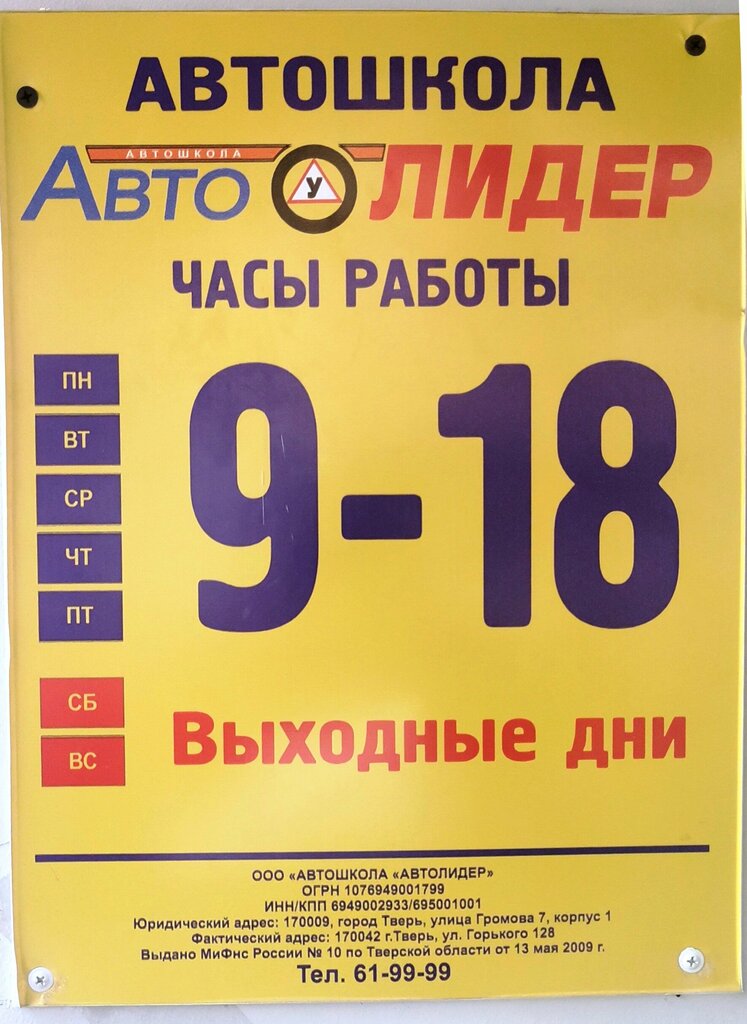 АВТОШКОЛА
АВТОШКОЛА
АВТО У ЛИДЕР
ЧАСЫ РАБОТЫ
ПН
ВТ
СР
ЧТ
ПТ
9-18
СБ
ВС
Выходные дни
ООО «АВТОШКОЛА «АВТОЛИДЕР»
ОГРН 1076949001799
ИНН/КПП 6949002933/695001001
Юридический адрес: 170009, город Тверь, улица Громова 7, корпус 1
Фактический адрес: 170042 г.Тверь, ул. Горького 128
Выдано МиФнс России № 10 по Тверской области от 13 мая 2009 г.
Тел. 61-99-99